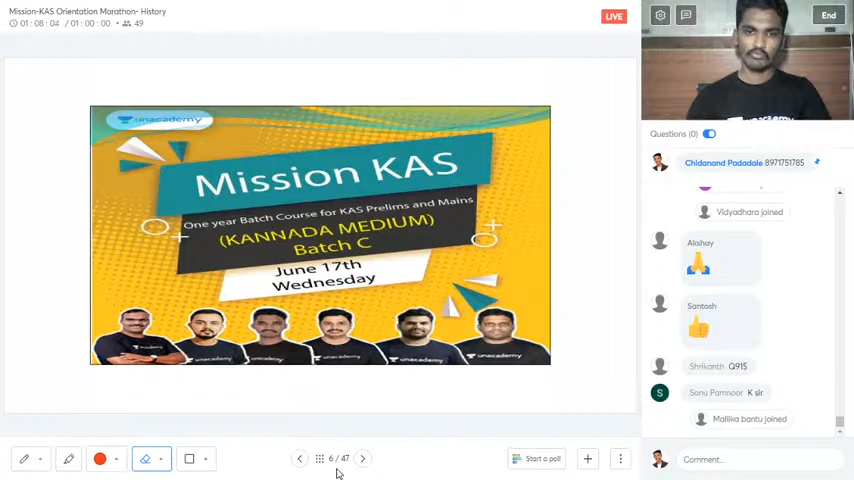 Mission-KAS Orientation Marathon- History
01 : 08 : 04 / 01 : 00 : 00 • 49
LIVE
End
unacademy
Mission KAS
One year Batch Course for KAS Prelims and Mains
(KANNADA MEDIUM)
Batch C
June 17th
Wednesday
unacademy
unacademy
unacademy
unacademy
unacademy
Questions (0)
Chidanand Padadale 8971751785
Vidyadhara joined
Akshay
Santosh
Shrikanth Q915
S
Sonu Pamnoor K sir
Mallika bantu joined
6 / 47
Start a poll
Comment...